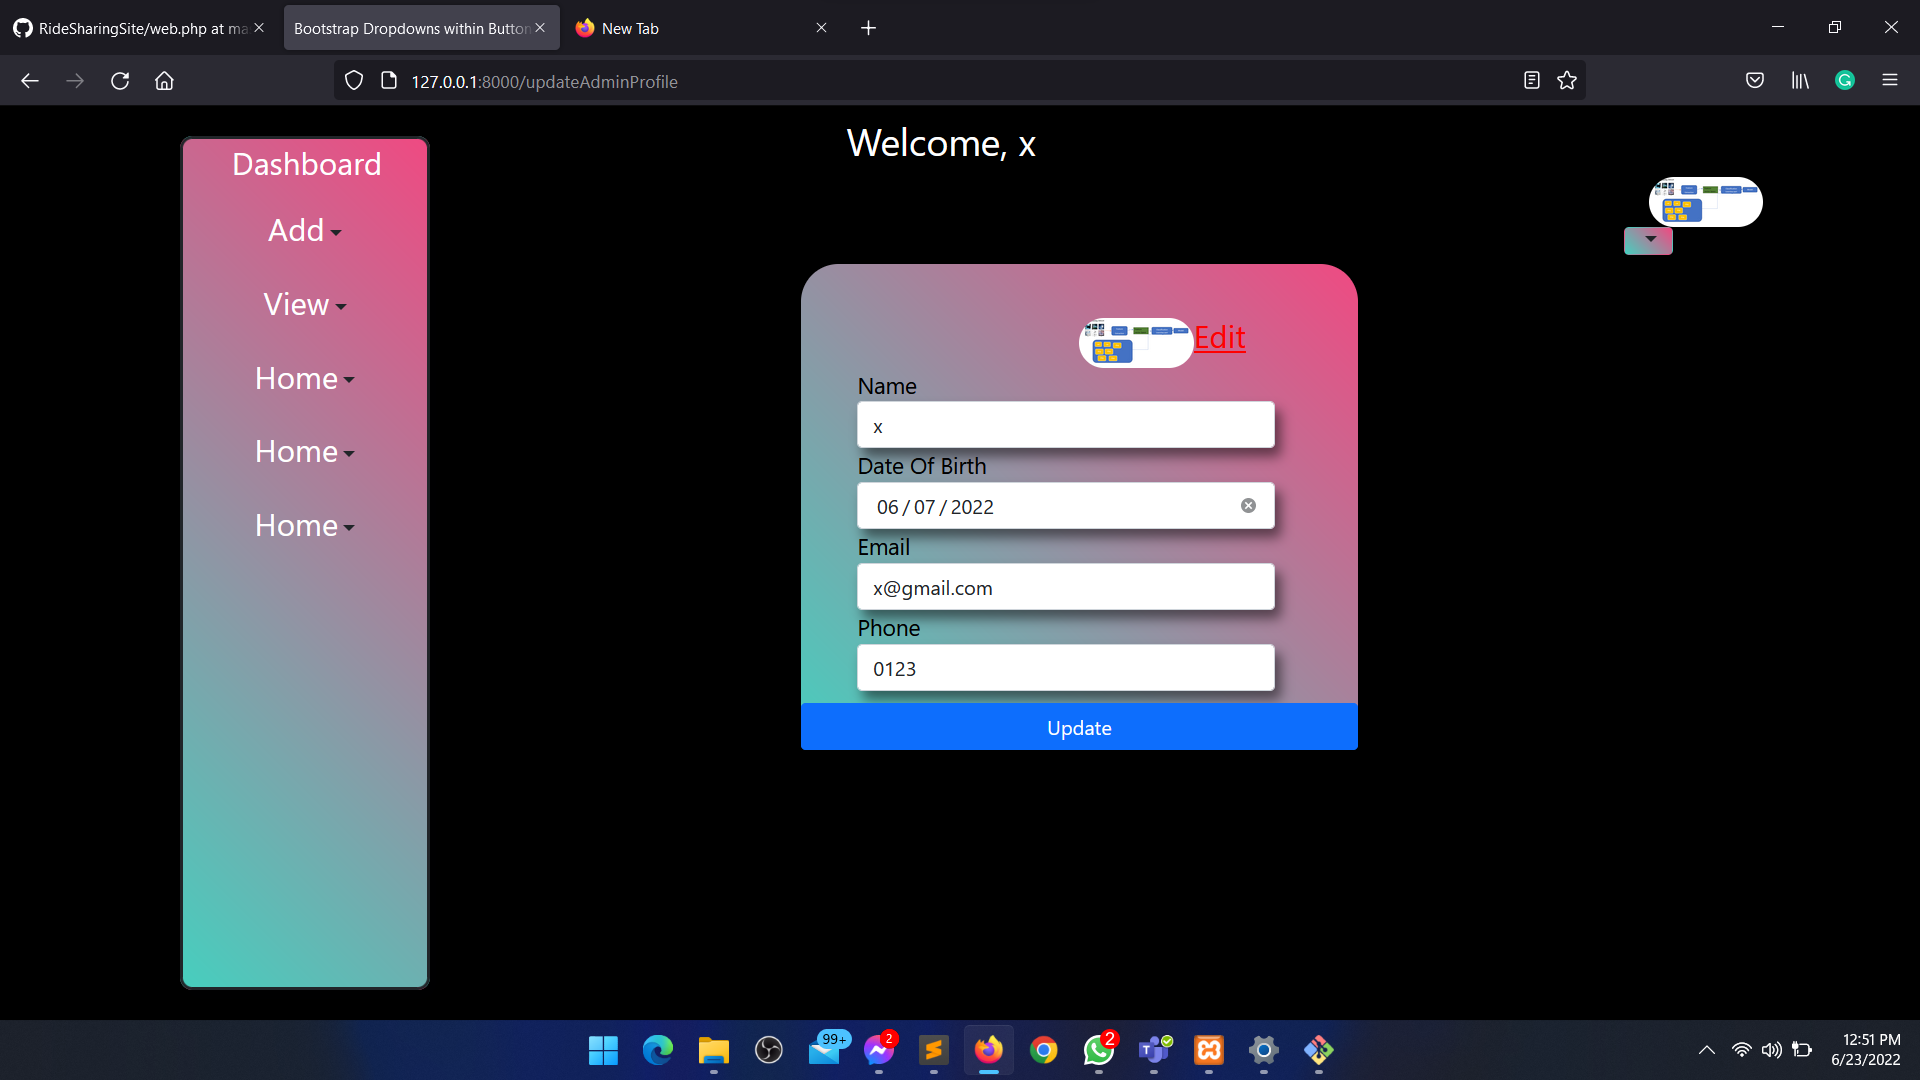 RideSharingSite/web.php at ma
Bootstrap Dropdowns within Button
New Tab
127.0.0.1:8000/updateAdminProfile
Welcome, x
Dashboard
Add
View
Home
Home
Home
Edit
Name
x
Date Of Birth
06/07/2022
Email
x@gmail.com
Phone
0123
Update
99+
2
2
12:51 PM
6/23/2022